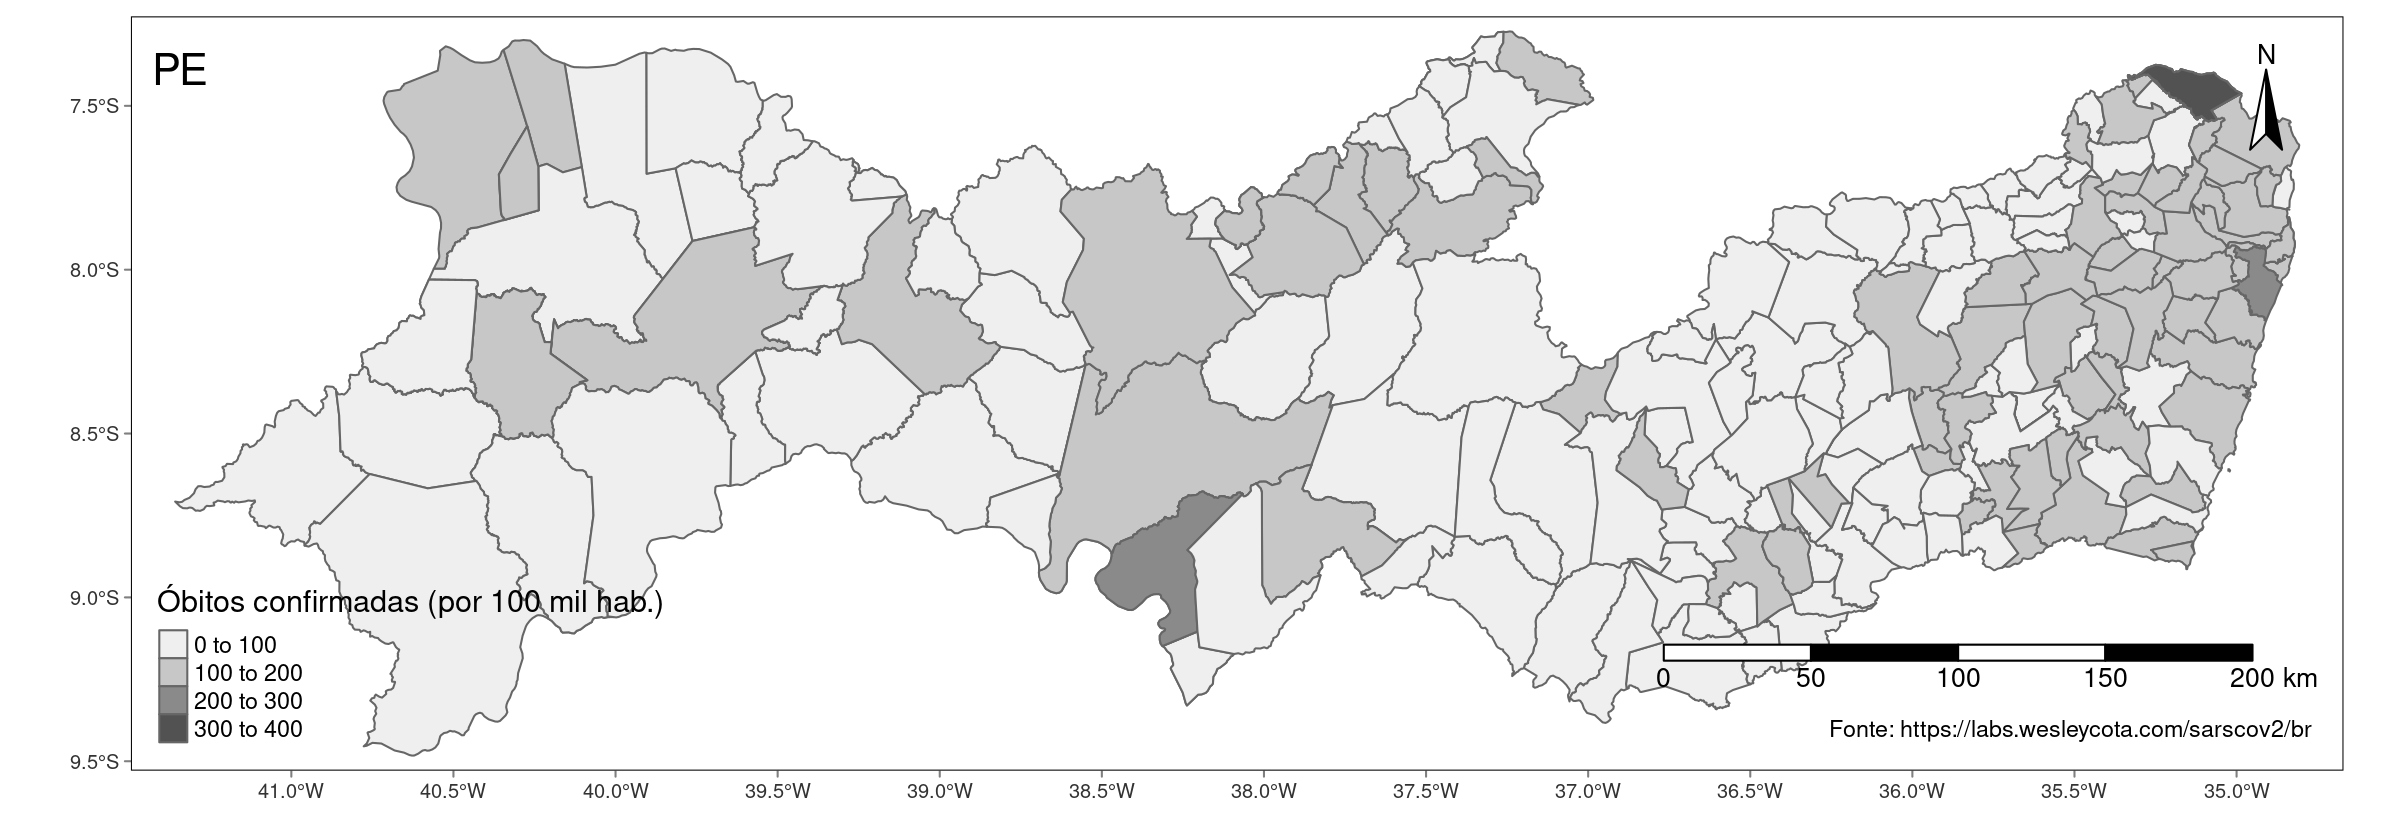 PE
N
7.5°S
8.0°S
8.5°S
9.0°S
9.5°S
Óbitos confirmadas (por 100 mil hab.)
0 to 100
100 to 200
200 to 300
300 to 400
0 50 100 150 200 km
Fonte: https://labs.wesleycota.com/sarscov2/br
41.0°W 40.5°W 40.0°W 39.5°W 39.0°W 38.5°W 38.0°W 37.5°W 37.0°W 36.5°W 36.0°W 35.5°W 35.0°W